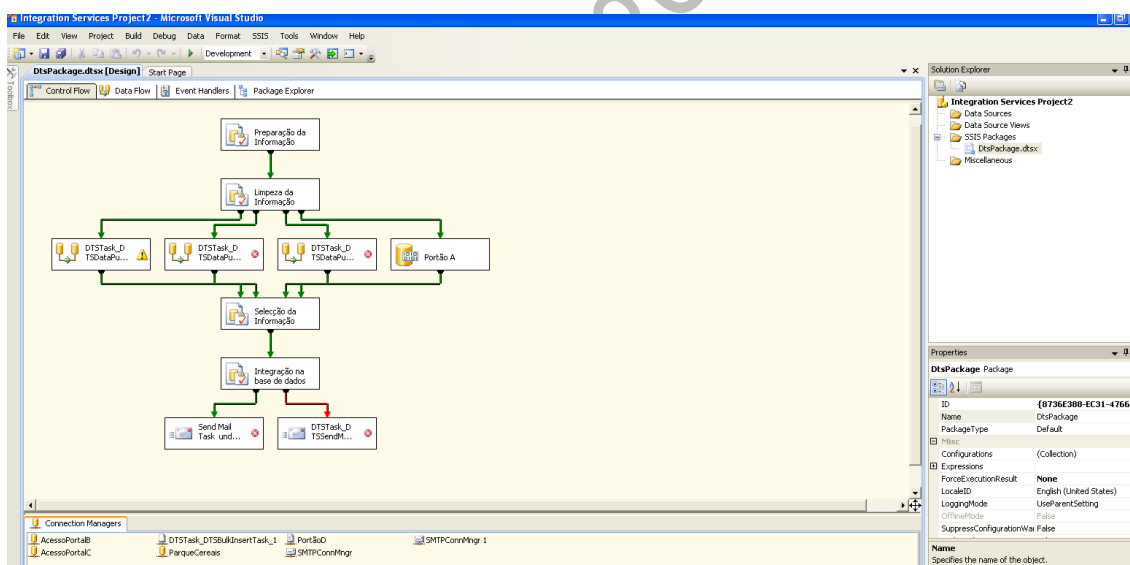 Integration Services Project2 - Microsoft Visual Studio
File Edit View Project Build Debug Data Format SSIS Tools Window Help
Development
Toolbox
DtsPackage.dtsx [Design] Start Page
Control Flow Data Flow Event Handlers Package Explorer
Preparação da
Informação
Limpeza da
Informação
DTSTask_D
TSDataPu...
DTSTask_D
TSDataPu...
DTSTask_D
TSDataPu...
Portão A
Selecção da
Informação
Integração na
base de dados
Send Mail
Task und...
DTSTask_D
TSSendM...
Connection Managers
AcessoPortalB DTSTask_DTSBulkInsertTask_1 PortãoD SMTPConnMngr 1
AcessoPortalC ParqueCereais SMTPConnMngr
Solution Explorer
Integration Services Project2
Data Sources
Data Source Views
SSIS Packages
DtsPackage.dtsx
Miscellaneous
Properties
DtsPackage Package
ID {8736E388-EC31-4766
Name DtsPackage
PackageType Default
Misc
Configurations (Collection)
Expressions
ForceExecutionResult None
LocaleID English (United States)
LoggingMode UseParentSetting
OfflineMode False
SuppressConfigurationWar False
Name
Specifies the name of the object.